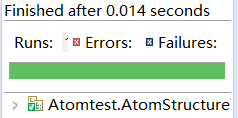 Finished after 0.014 seconds
Runs: Errors: Failures:
Atomtest.AtomStructure